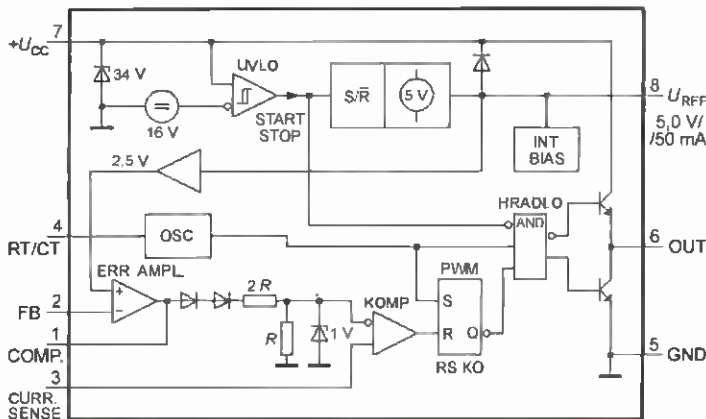 7
+U_CC
34 V
16 V
UVLO
START
STOP
S/R̅
5 V
8
U_REF
5,0 V/
/50 mA
INT
BIAS
2,5 V
HRADLO
AND
4
RT/CT
OSC
6
OUT
ERR AMPL.
2 R
PWM
KOMP
S
R
Q
RS KO
2
FB
R
1 V
1
COMP.
5
GND
3
CURR.
SENSE